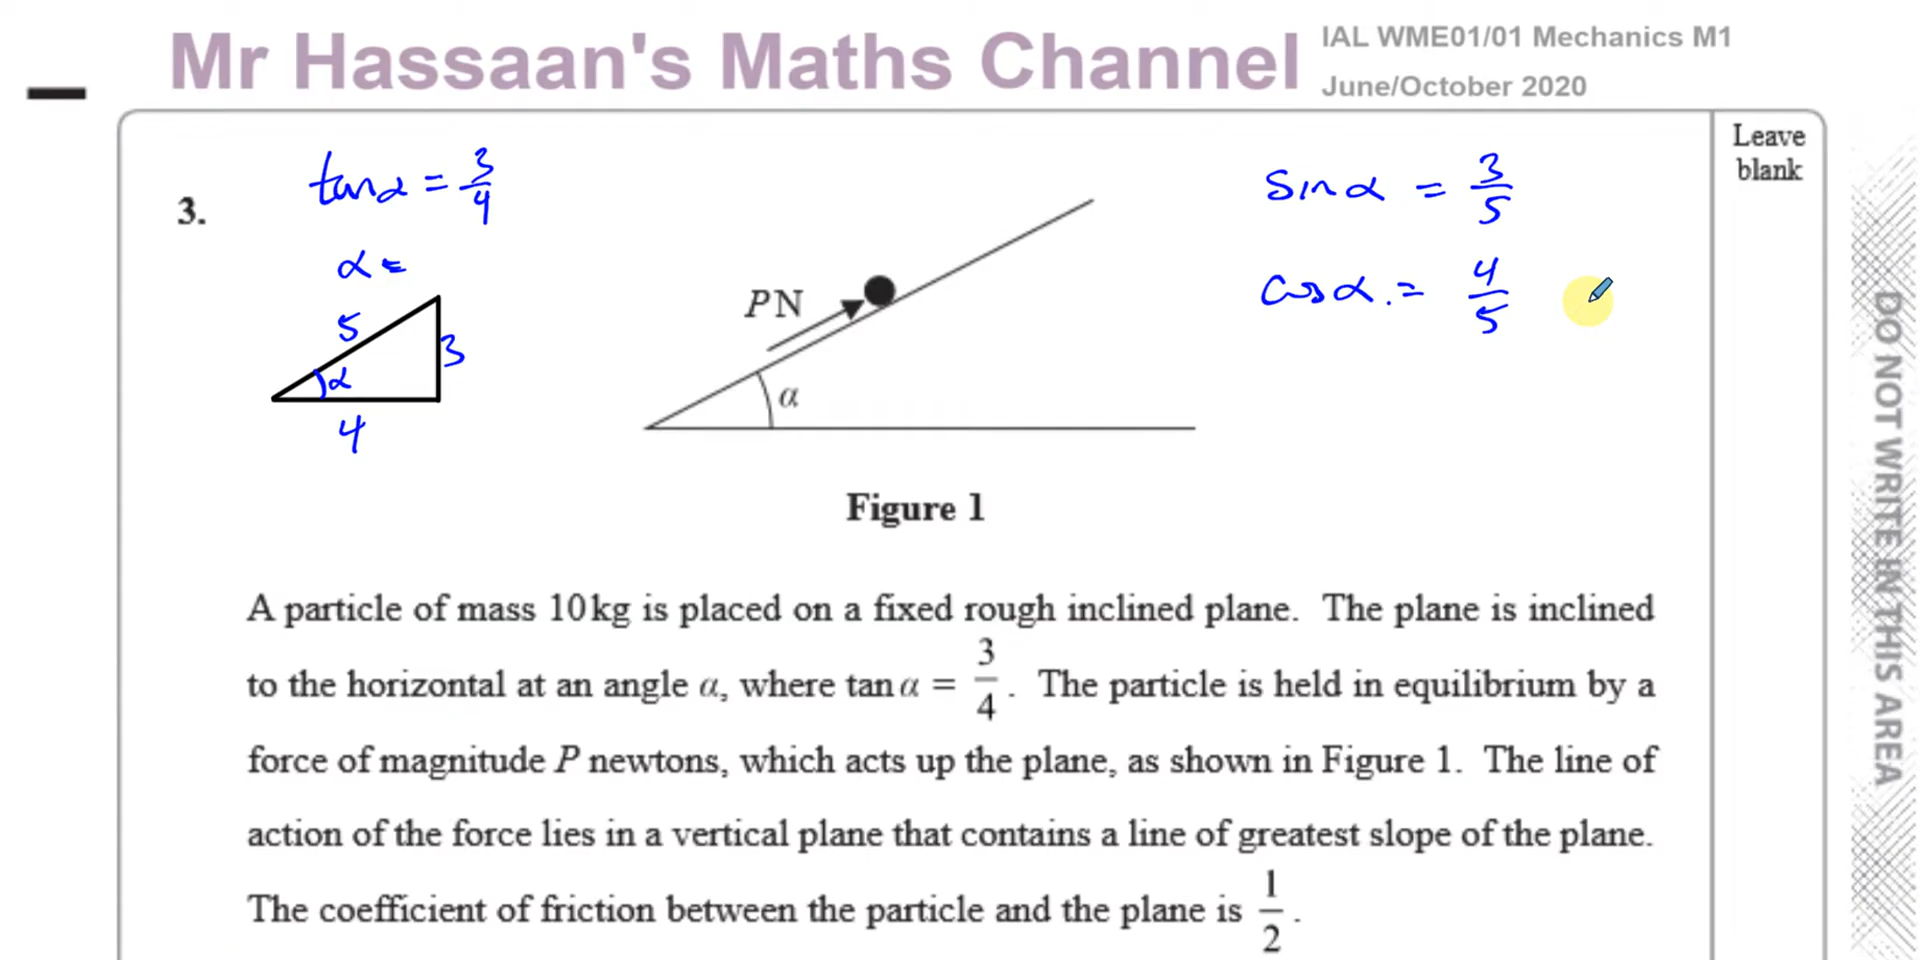 Mr Hassaan's Maths Channel
IAL WME01/01 Mechanics M1
June/October 2020
Leave
blank
3.
tanα = 3/4
α =
5
3
α
4
sinα = 3/5
cosα. = 4/5
PN
α
Figure 1
A particle of mass 10 kg is placed on a fixed rough inclined plane. The plane is inclined
to the horizontal at an angle α, where tan α = 3/4. The particle is held in equilibrium by a
force of magnitude P newtons, which acts up the plane, as shown in Figure 1. The line of
action of the force lies in a vertical plane that contains a line of greatest slope of the plane.
The coefficient of friction between the particle and the plane is 1/2.
DO NOT WRITE IN THIS AREA